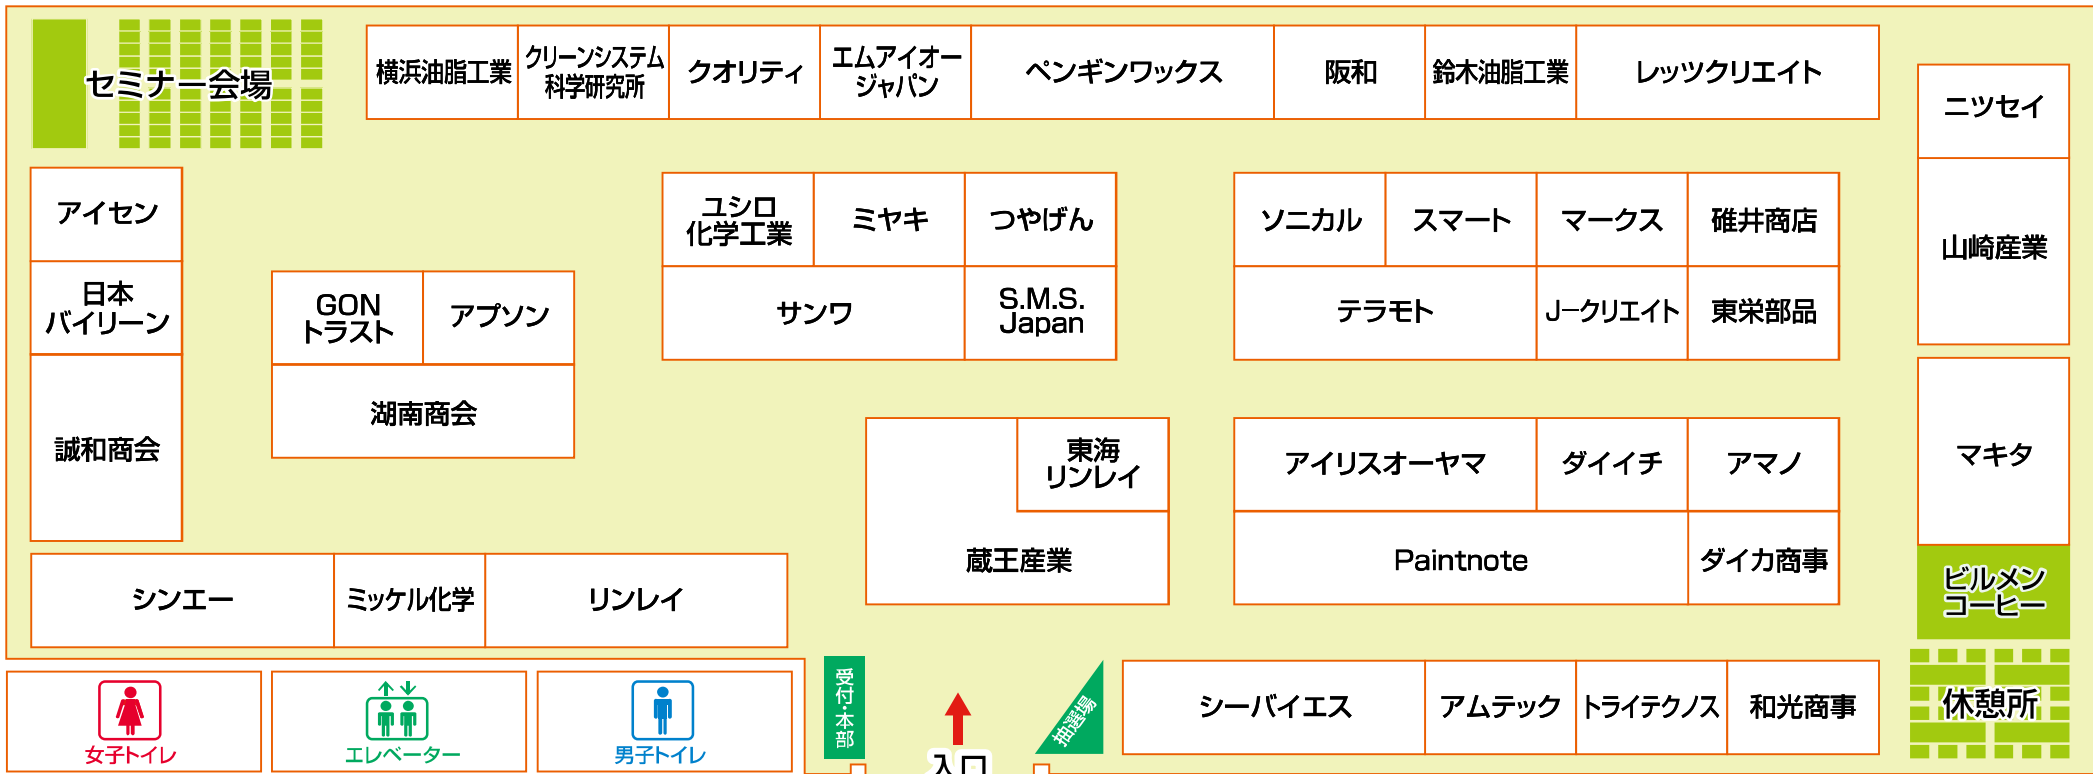 セミナー会場
横浜油脂工業
クリーンシステム
科学研究所
クオリティ
エムアイオー
ジャパン
ペンギンワックス
阪和
鈴木油脂工業
レッツクリエイト
ニツセイ
山崎産業
マキタ
ビルメン
コーヒー
休憩所
アイセン
日本
バイリーン
誠和商会
GON
トラスト
アプソン
湖南商会
ユシロ
化学工業
ミヤキ
つやげん
サンワ
S.M.S.
Japan
ソニカル
スマート
マークス
碓井商店
テラモト
J−クリエイト
東栄部品
東海
リンレイ
蔵王産業
アイリスオーヤマ
ダイイチ
アマノ
Paintnote
ダイカ商事
シンエー
ミッケル化学
リンレイ
女子トイレ
エレベーター
男子トイレ
受付・本部
入口
抽選場
シーバイエス
アムテック
トライテクノス
和光商事